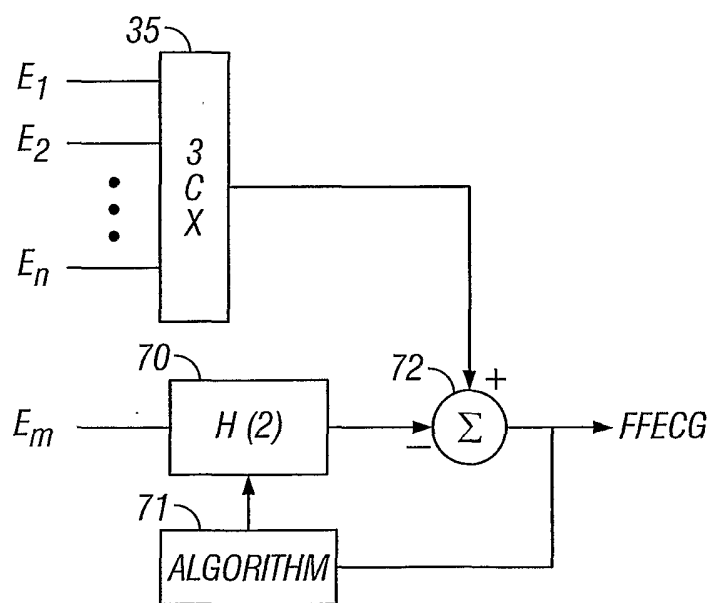 35
E1
E2
En
3
C
X
70
H (2)
Em
72
+
−
Σ
FFECG
71
ALGORITHM